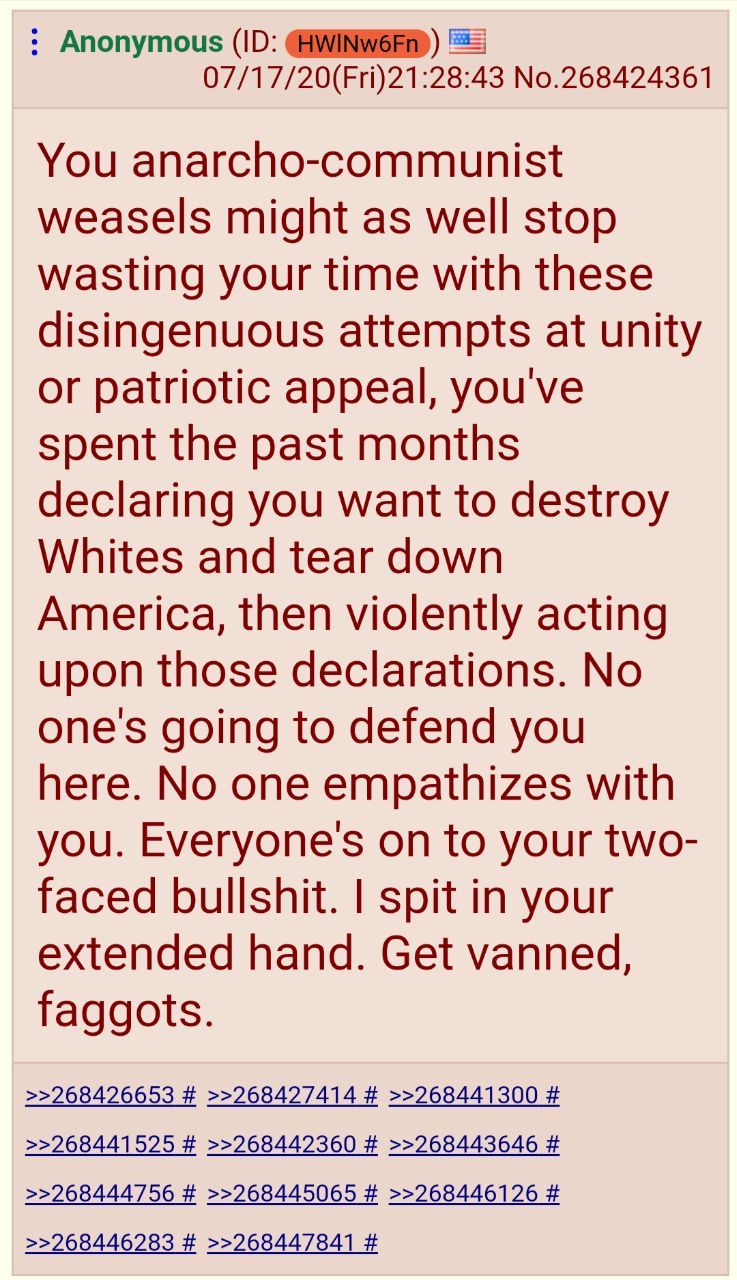 Anonymous (ID: HWlNw6Fn)
07/17/20(Fri)21:28:43 No.268424361
You anarcho-communist
weasels might as well stop
wasting your time with these
disingenuous attempts at unity
or patriotic appeal, you've
spent the past months
declaring you want to destroy
Whites and tear down
America, then violently acting
upon those declarations. No
one's going to defend you
here. No one empathizes with
you. Everyone's on to your two-
faced bullshit. I spit in your
extended hand. Get vanned,
faggots.
>>268426653 # >>268427414 # >>268441300 #
>>268441525 # >>268442360 # >>268443646 #
>>268444756 # >>268445065 # >>268446126 #
>>268446283 # >>268447841 #